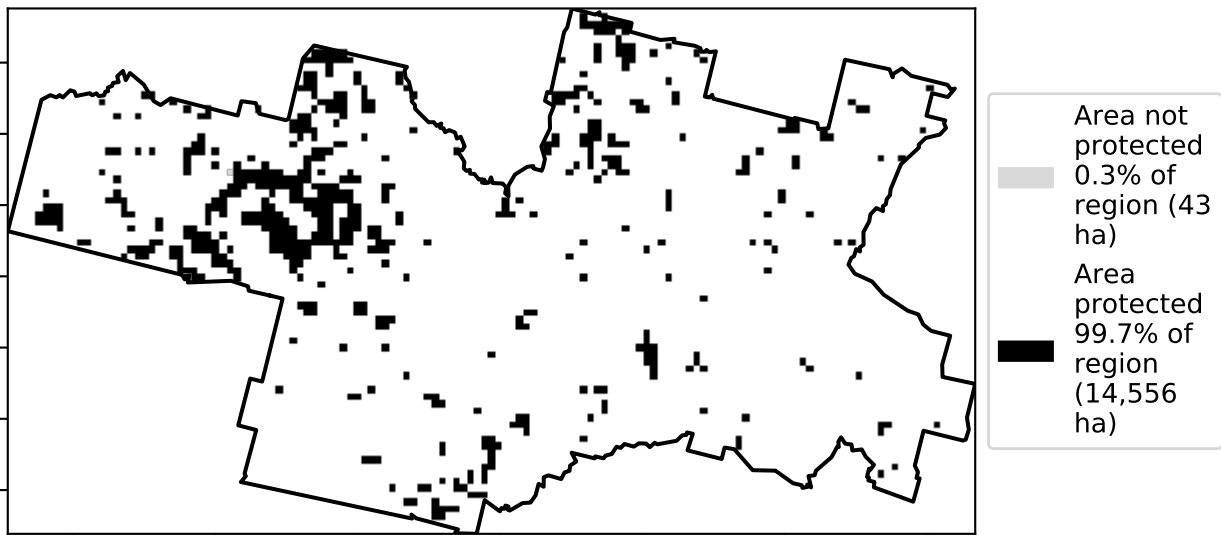 Area not
protected
0.3% of
region (43
ha)
Area
protected
99.7% of
region
(14,556
ha)